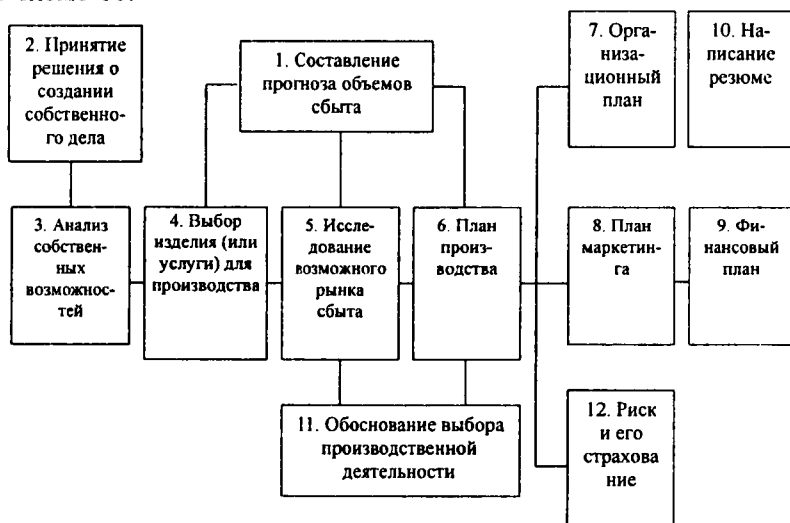 2. Принятие
решения о
создании
собственно-
го дела
1. Составление
прогноза объемов
сбыта
7. Орга-
низа-
ционный
план
10. На-
писание
резюме
3. Анализ
собствен-
ных
возможнос-
тей
4. Выбор
изделия (или
услуги) для
производства
5. Иссле-
дование
возможного
рынка
сбыта
6. План
произ-
водства
8. План
маркетин-
га
9. Фи-
нансовый
план
11. Обоснование выбора
производственной
деятельности
12. Риск
и его
страхова
ние